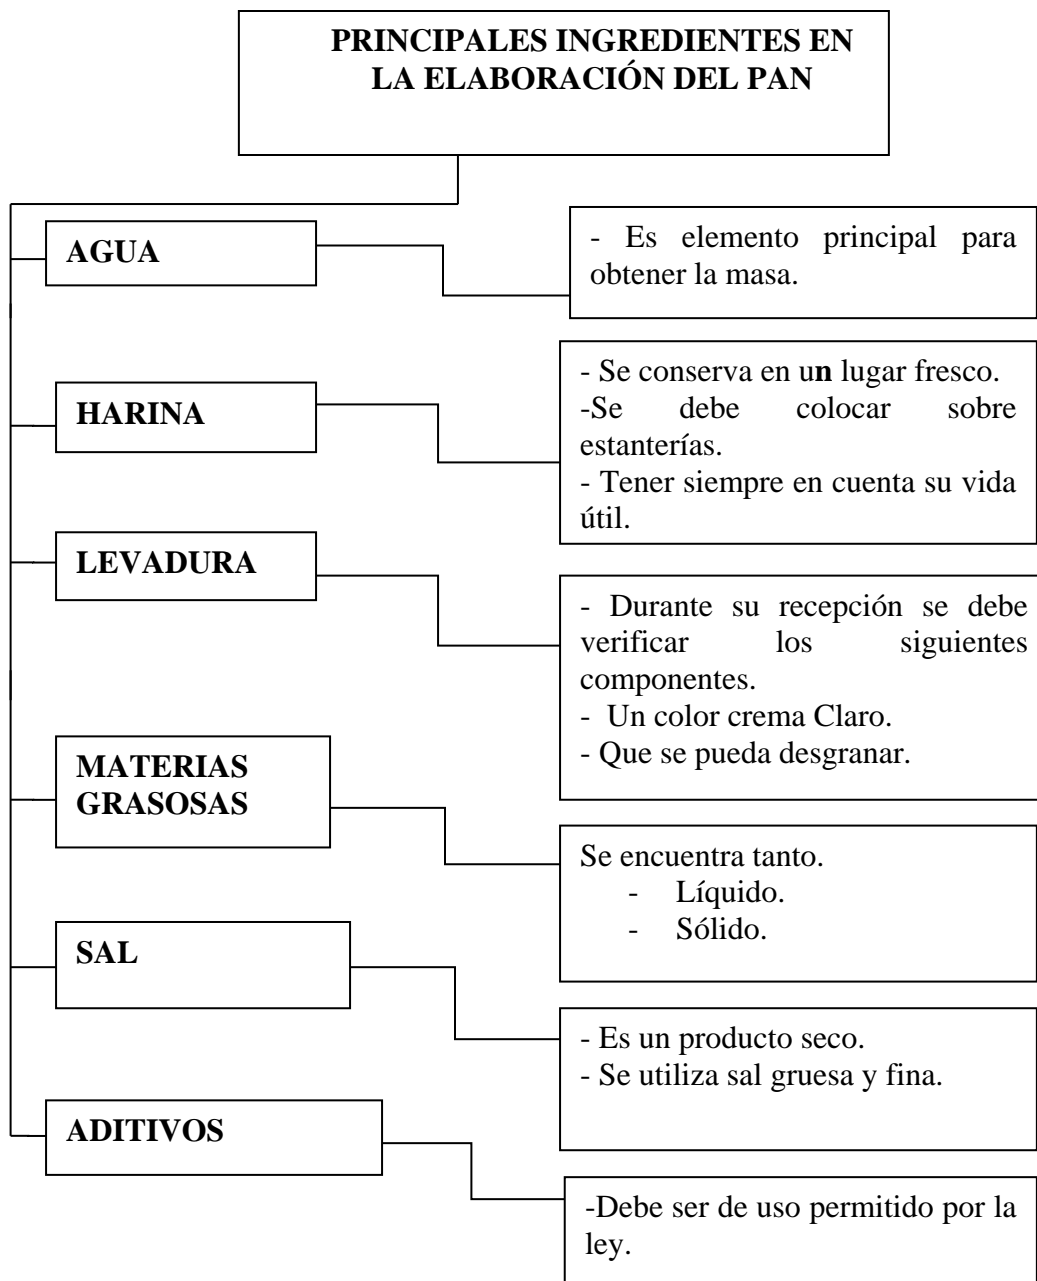 PRINCIPALES INGREDIENTES EN
LA ELABORACIÓN DEL PAN
AGUA
- Es elemento principal para
obtener la masa.
HARINA
- Se conserva en un lugar fresco.
-Se debe colocar sobre
estanterías.
- Tener siempre en cuenta su vida
útil.
LEVADURA
- Durante su recepción se debe
verificar los siguientes
componentes.
- Un color crema Claro.
- Que se pueda desgranar.
MATERIAS
GRASOSAS
Se encuentra tanto.
- Líquido.
- Sólido.
SAL
- Es un producto seco.
- Se utiliza sal gruesa y fina.
ADITIVOS
-Debe ser de uso permitido por la
ley.